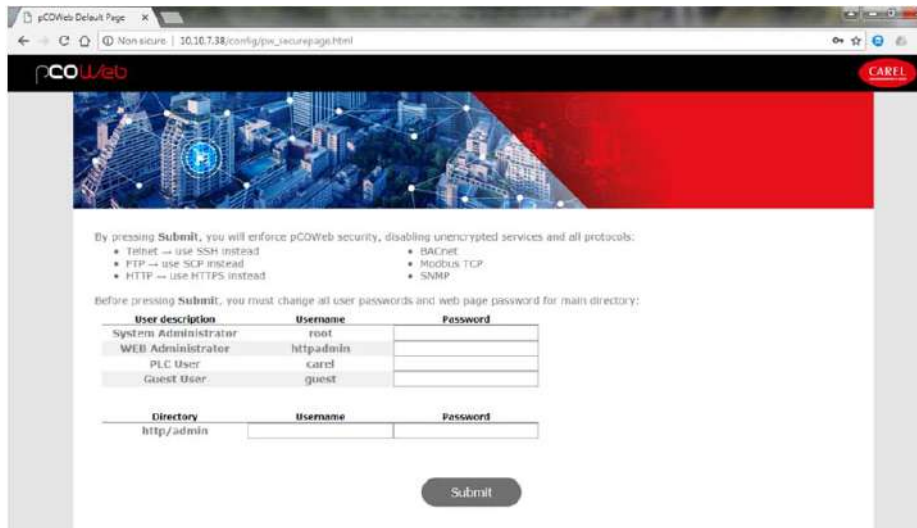 pCOWeb Default Page
Non sicure | 10.10.7.38/config/pw_securepage.html
pCOWeb
CAREL
By pressing Submit, you will enforce pCOWeb security, disabling unencrypted services and all protocols:
• Telnet → use SSH instead
• BACnet
• FTP → use SCP instead
• Modbus TCP
• HTTP → use HTTPS instead
• SNMP
Before pressing Submit, you must change all user passwords and web page password for main directory:
User description Username Password
System Administrator root
WEB Administrator httpadmin
PLC User carel
Guest User guest
Directory Username Password
http/admin
Submit